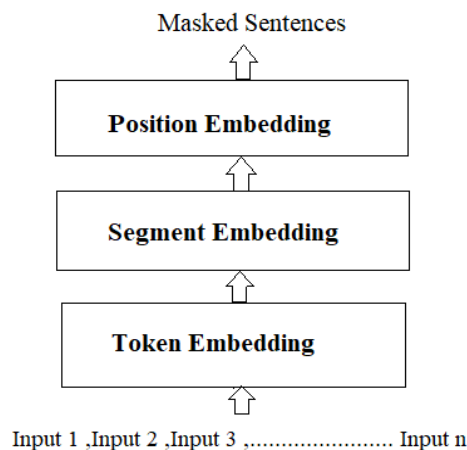 Masked Sentences
Position Embedding
Segment Embedding
Token Embedding
Input 1 ,Input 2 ,Input 3 ,....................... Input n